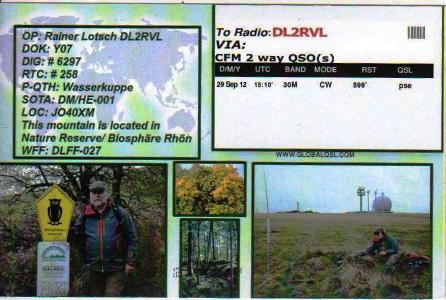 OP: Rainer Lotsch DL2RVL
DOK: Y07
DIG: # 6297
RTC: # 258
P-QTH: Wasserkuppe
SOTA: DM/HE-001
LOC: JO40XM
This mountain is located in
Nature Reserve/ Biosphäre Rhön
WFF: DLFF-027
To Radio:DL2RVL
VIA:
CFM 2 way QSO(s)
D/M/Y UTC BAND MODE RST QSL
29 Sep 12 15:10' 30M CW 599' pse
WWW.GLOBALQSL.COM